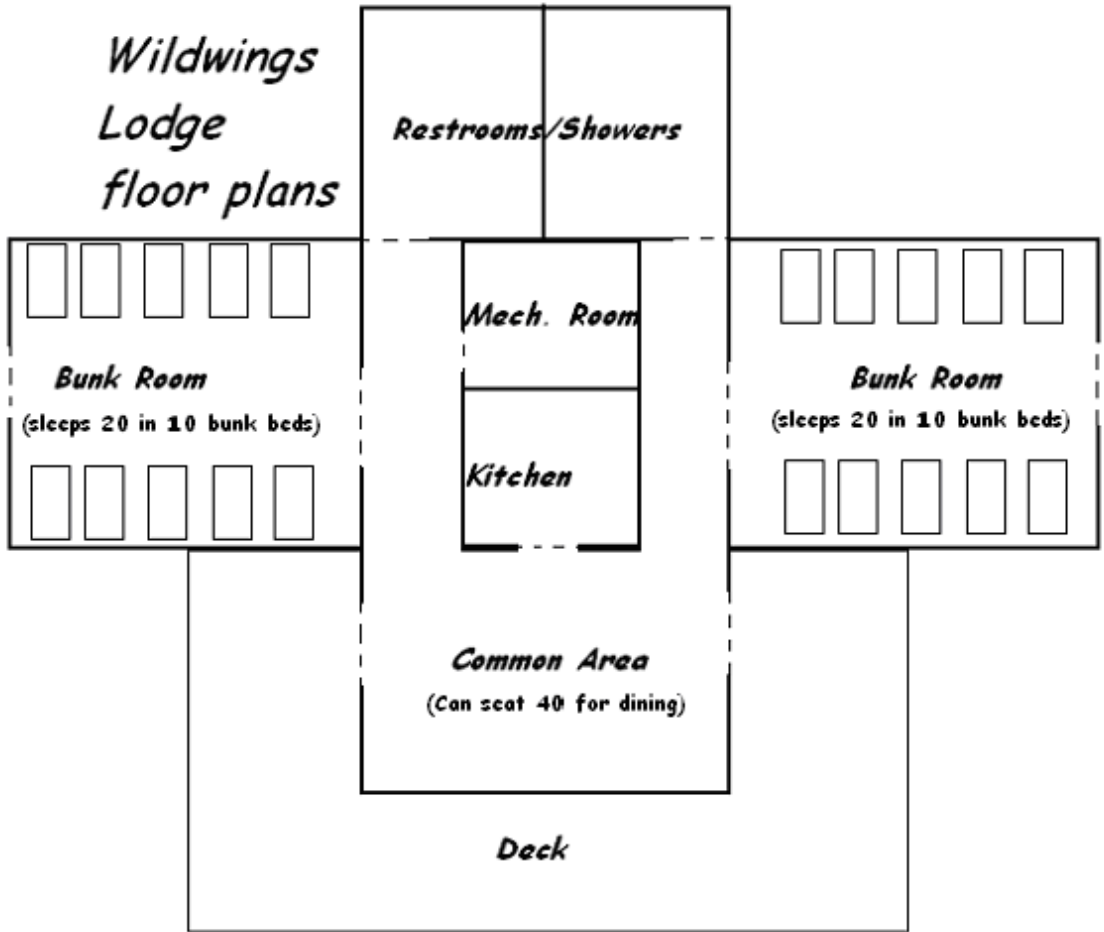 Wildwings
Lodge
floor plans
Restrooms/Showers
Mech. Room
Bunk Room
(sleeps 20 in 10 bunk beds)
Bunk Room
(sleeps 20 in 10 bunk beds)
Kitchen
Common Area
(Can seat 40 for dining)
Deck